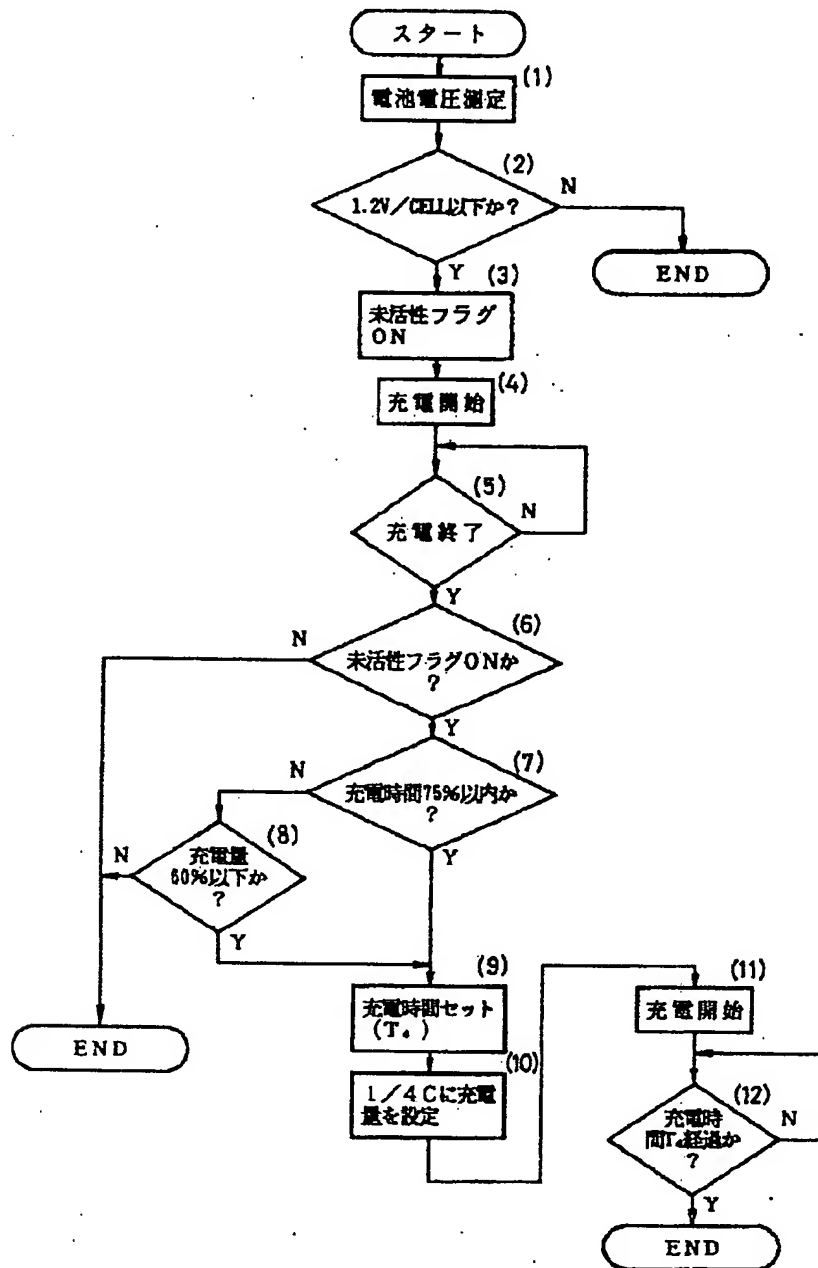 スタート
(1)
電池電圧測定
(2)
1.2V/CELL以下か?
N
END
Y
(3)
未活性フラグ
ON
(4)
充電開始
(5)
充電終了
N
Y
(6)
未活性フラグONか
?
N
Y
(7)
充電時間75%以内か
?
N
Y
(8)
充電量
60%以下か
?
N
Y
(9)
充電時間セット
(10)
1/4Cに充電
量を設定
END
(11)
充電開始
(12)
充電時
?
N
Y
END